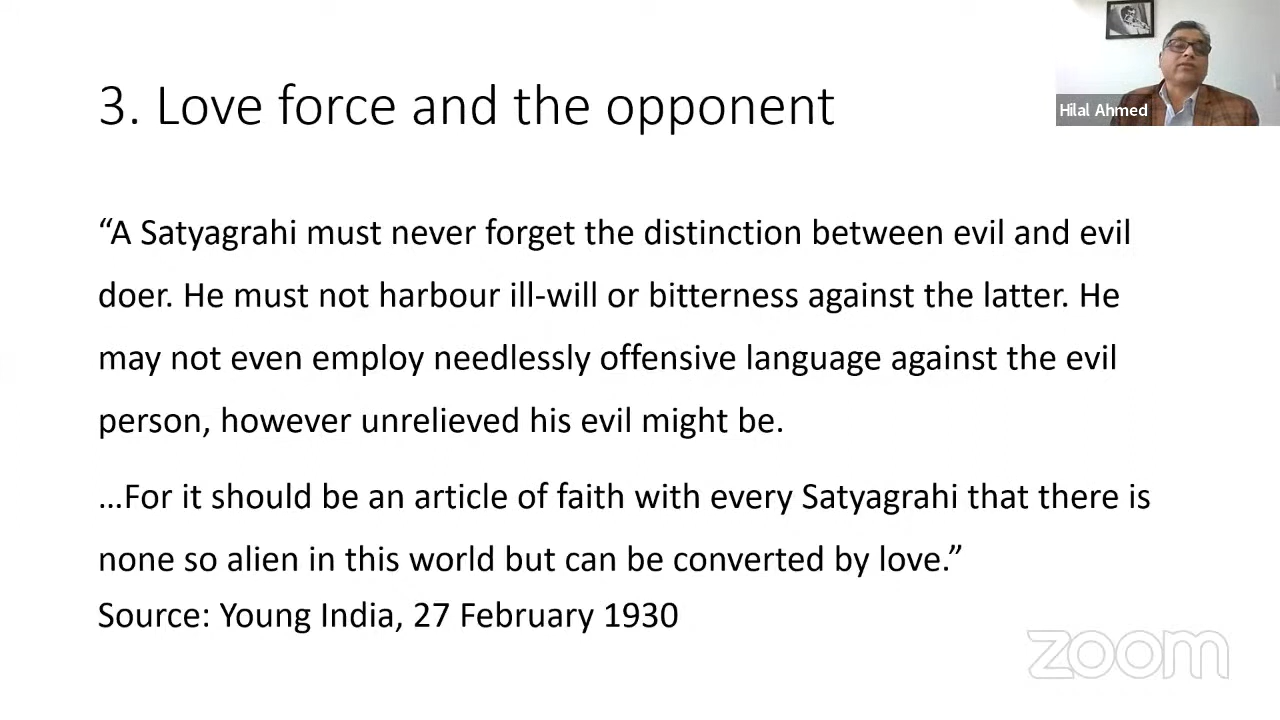 Hilal Ahmed
3. Love force and the opponent
“A Satyagrahi must never forget the distinction between evil and evil
doer. He must not harbour ill-will or bitterness against the latter. He
may not even employ needlessly offensive language against the evil
person, however unrelieved his evil might be.
…For it should be an article of faith with every Satyagrahi that there is
none so alien in this world but can be converted by love.”
Source: Young India, 27 February 1930
zoom